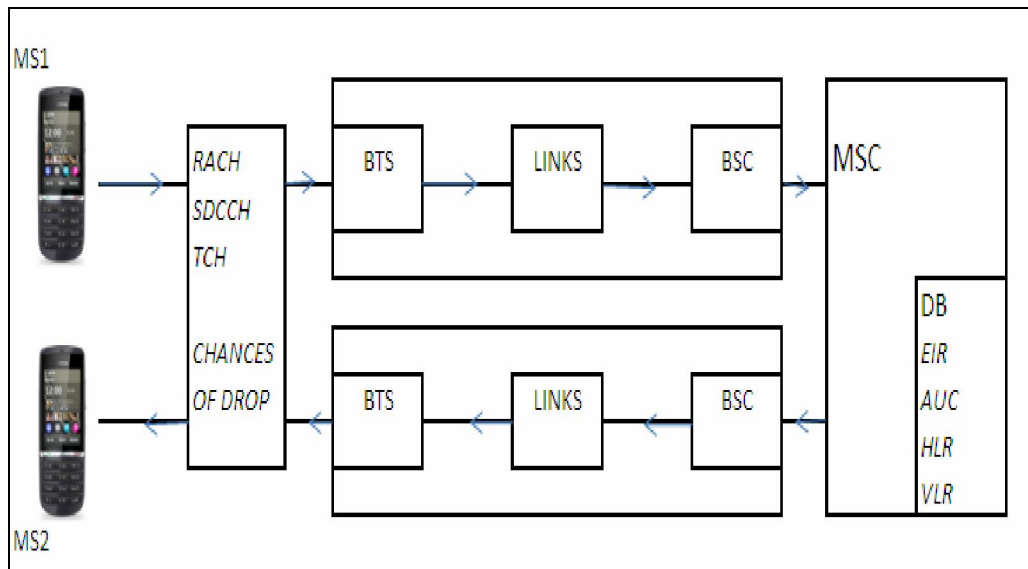 MS1
RACH
SDCCH
TCH
CHANCES
OF DROP
BTS
LINKS
BSC
MSC
DB
EIR
AUC
HLR
VLR
BTS
LINKS
BSC
MS2